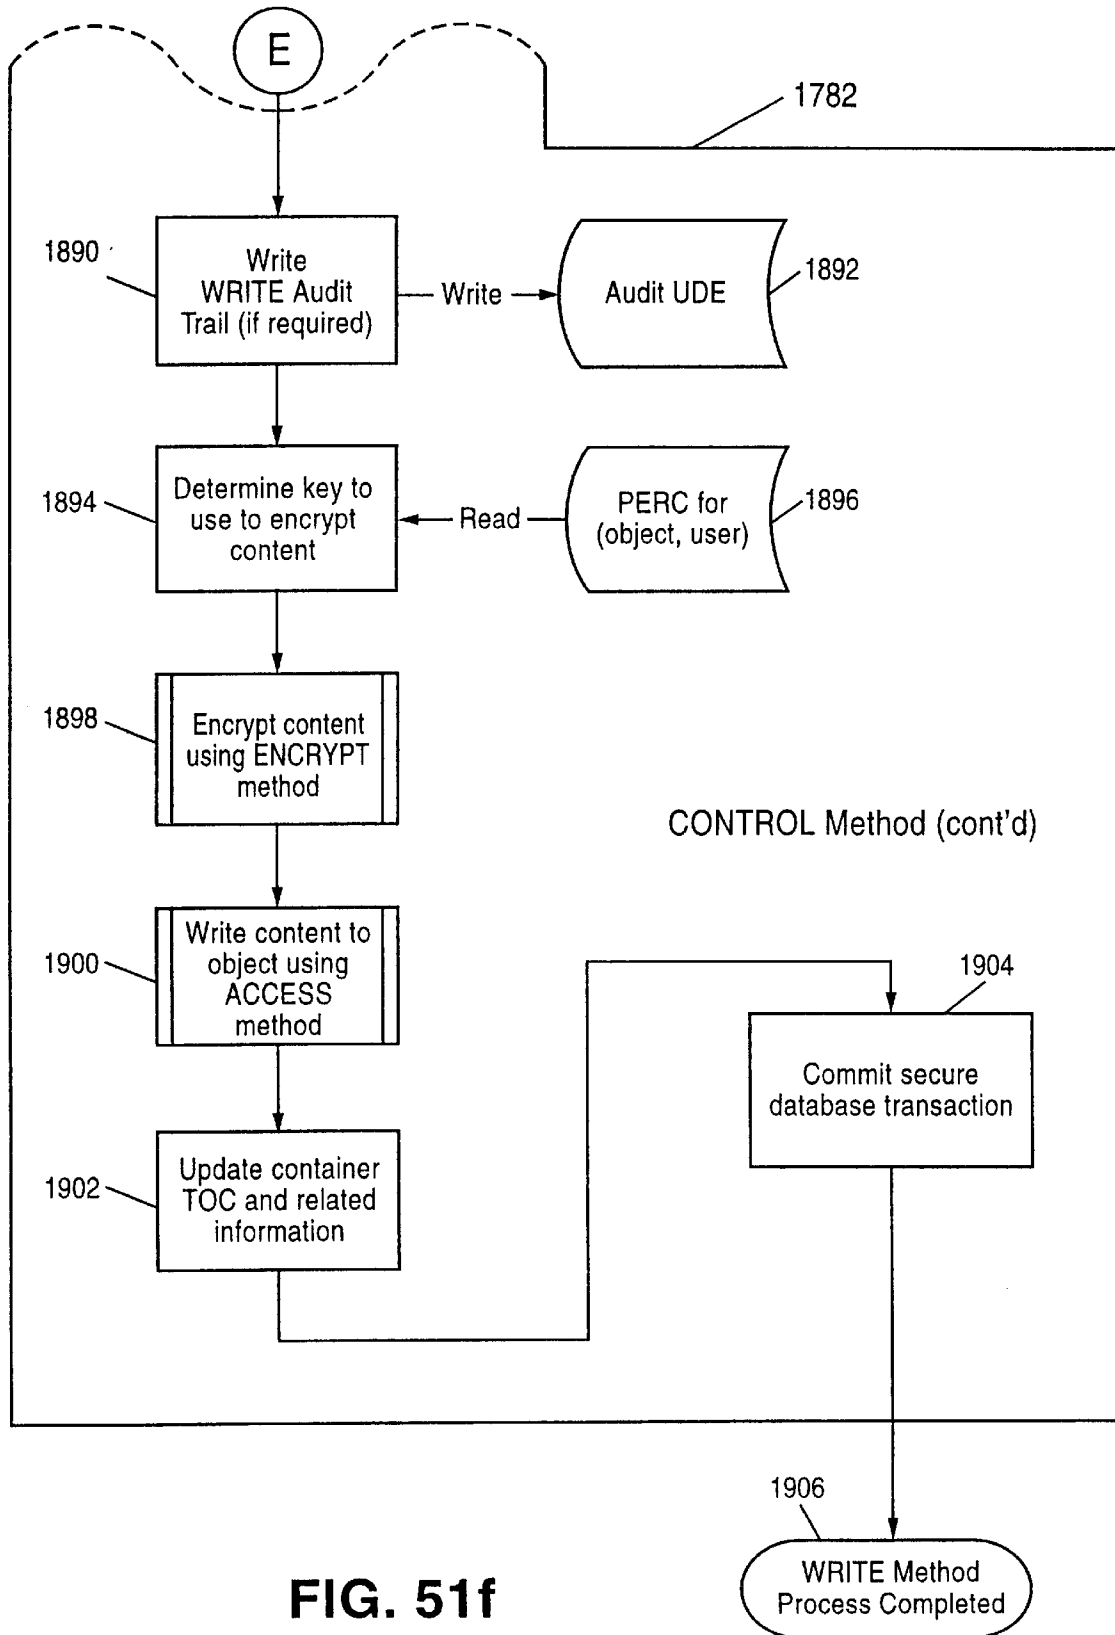 E
1782
1890
Write
WRITE Audit
Trail (if required)
Write
Audit UDE
1892
1894
Determine key to
use to encrypt
content
Read
PERC for
(object, user)
1896
1898
Encrypt content
using ENCRYPT
method
CONTROL Method (cont'd)
1900
Write content to
object using
ACCESS
method
1904
Commit secure
database transaction
1902
Update container
TOC and related
information
1906
WRITE Method
Process Completed
FIG. 51f